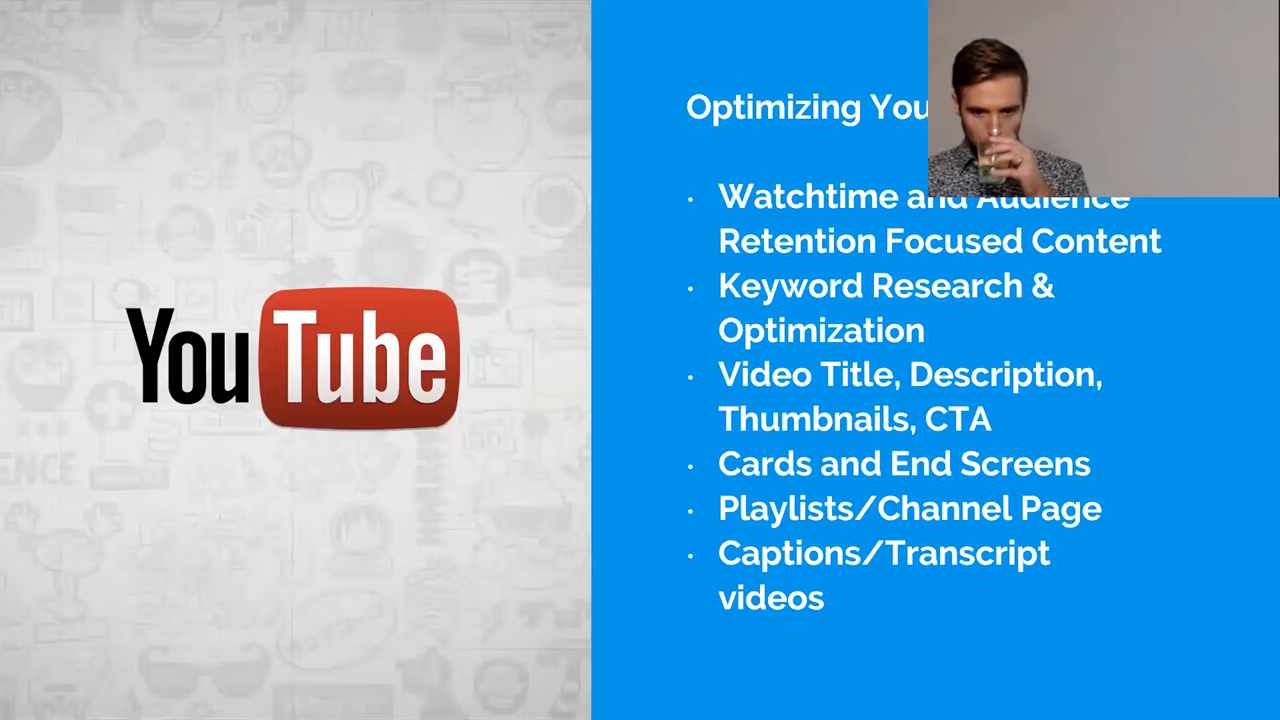 YouTube
Optimizing You
Watchtime and Audience
Retention Focused Content
Keyword Research &
Optimization
Video Title, Description,
Thumbnails, CTA
Cards and End Screens
Playlists/Channel Page
Captions/Transcript
videos